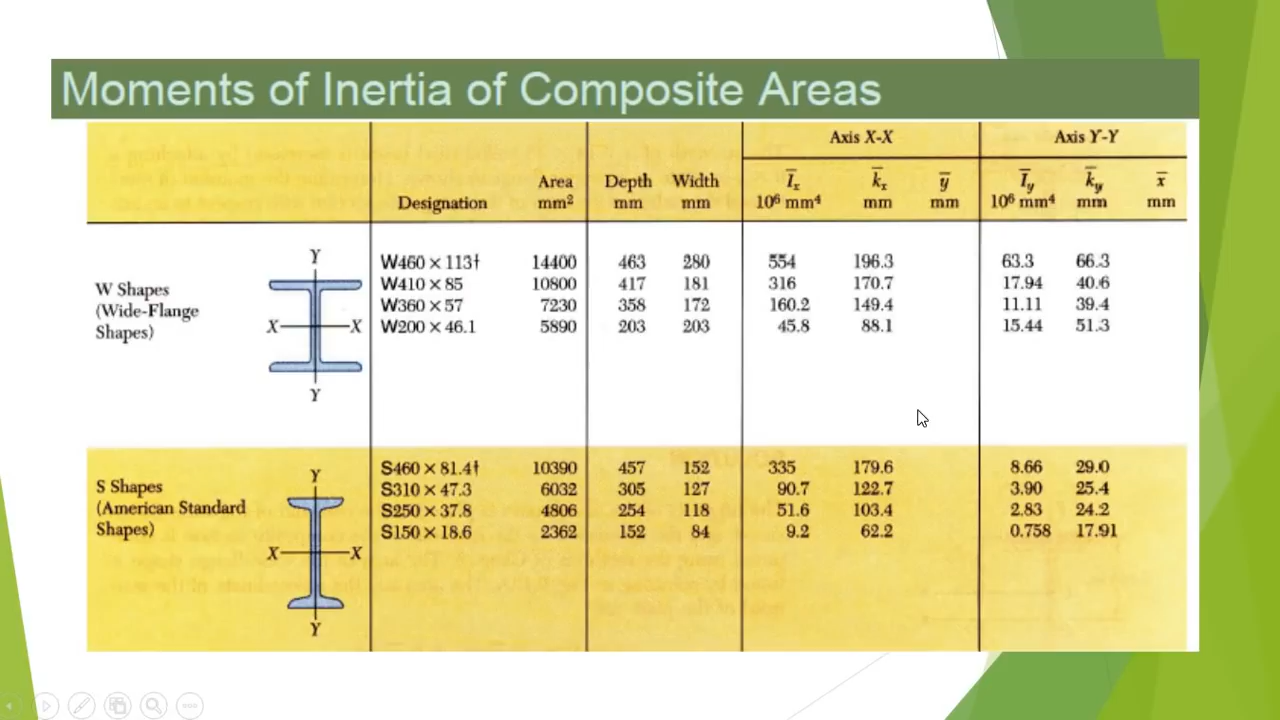 Moments of Inertia of Composite Areas
Axis X-X Axis Y-Y
Area Depth Width I̅x k̅x y̅ I̅y k̅y x̅
Designation mm² mm mm 10⁶ mm⁴ mm mm 10⁶ mm⁴ mm mm
W Shapes
(Wide-Flange
Shapes)
Y
X X
Y
W460 × 113† 14400 463 280 554 196.3 63.3 66.3
W410 × 85 10800 417 181 316 170.7 17.94 40.6
W360 × 57 7230 358 172 160.2 149.4 11.11 39.4
W200 × 46.1 5890 203 203 45.8 88.1 15.44 51.3
S Shapes
(American Standard
Shapes)
Y
X X
Y
S460 × 81.4† 10390 457 152 335 179.6 8.66 29.0
S310 × 47.3 6032 305 127 90.7 122.7 3.90 25.4
S250 × 37.8 4806 254 118 51.6 103.4 2.83 24.2
S150 × 18.6 2362 152 84 9.2 62.2 0.758 17.91